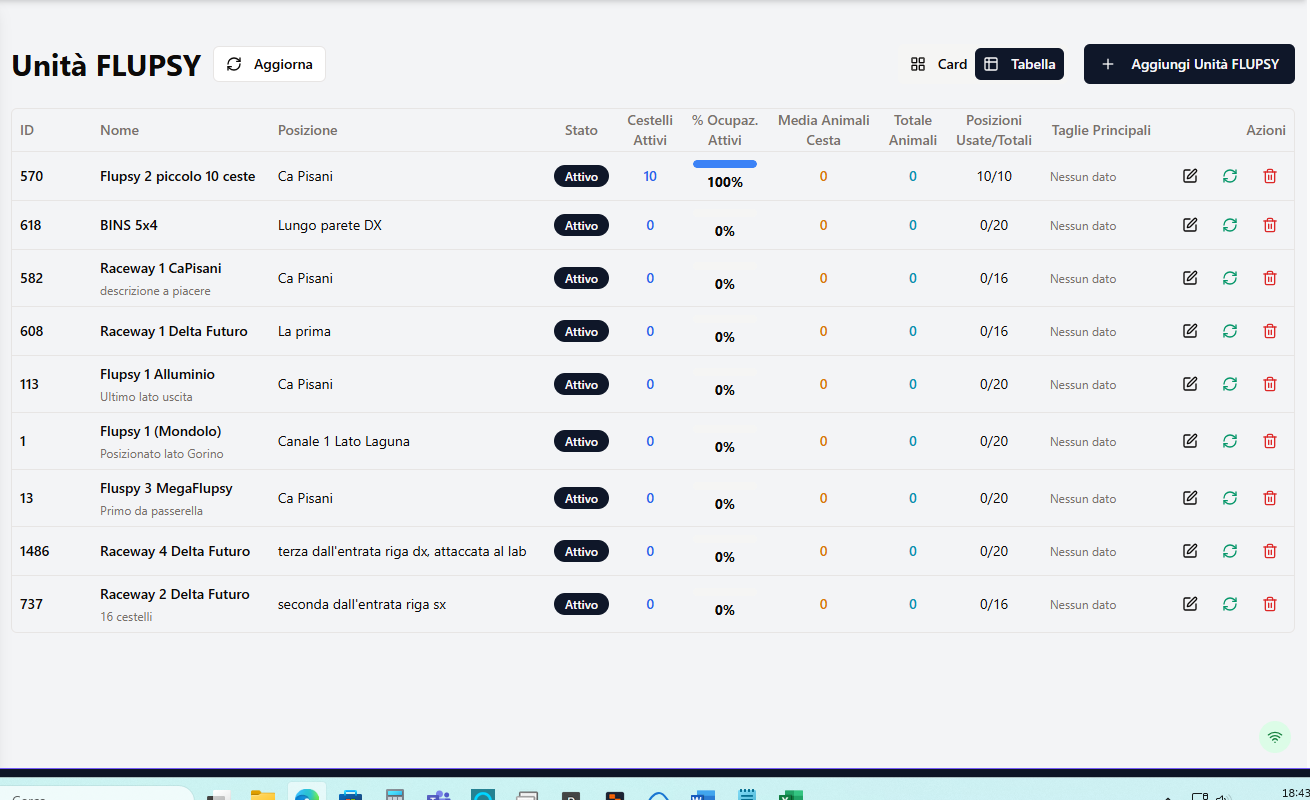 Unità FLUPSY
Aggiorna
Card
Tabella
Aggiungi Unità FLUPSY
ID Nome Posizione Stato Cestelli Attivi % Ocupaz. Attivi Media Animali Cesta Totale Animali Posizioni Usate/Totali Taglie Principali Azioni
570 Flupsy 2 piccolo 10 ceste Ca Pisani Attivo 10 100% 0 0 10/10 Nessun dato
618 BINS 5x4 Lungo parete DX Attivo 0 0% 0 0 0/20 Nessun dato
582 Raceway 1 CaPisani Ca Pisani Attivo 0 0% 0 0 0/16 Nessun dato
descrizione a piacere
608 Raceway 1 Delta Futuro La prima Attivo 0 0% 0 0 0/16 Nessun dato
113 Flupsy 1 Alluminio Ca Pisani Attivo 0 0% 0 0 0/20 Nessun dato
Ultimo lato uscita
1 Flupsy 1 (Mondolo) Canale 1 Lato Laguna Attivo 0 0% 0 0 0/20 Nessun dato
Posizionato lato Gorino
13 Fluspy 3 MegaFlupsy Ca Pisani Attivo 0 0% 0 0 0/20 Nessun dato
Primo da passerella
1486 Raceway 4 Delta Futuro terza dall'entrata riga dx, attaccata al lab Attivo 0 0% 0 0 0/20 Nessun dato
737 Raceway 2 Delta Futuro seconda dall'entrata riga sx Attivo 0 0% 0 0 0/16 Nessun dato
16 cestelli
18:43